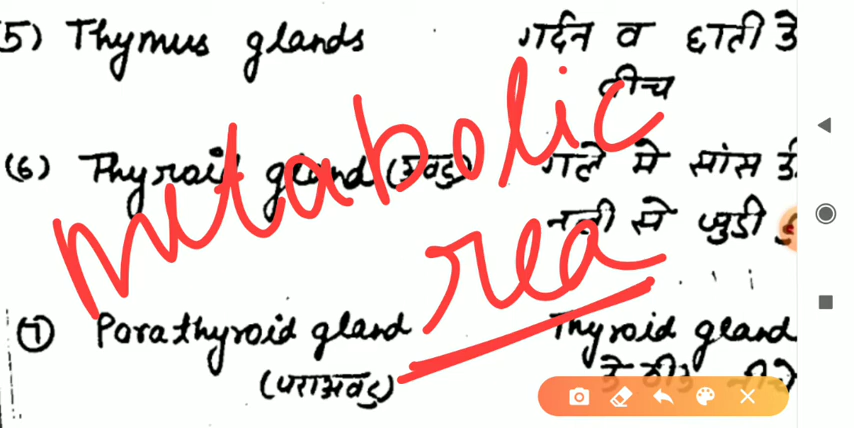 (5) Thymus glands गर्दन व छाती के
बीच
(6) Thyroid gland (अवटु) गले मे सांस की
नली से जुडी
metabolic
rea
(7) Parathyroid gland Thyroid gland
(पराअवटु) के ठीक नीचे